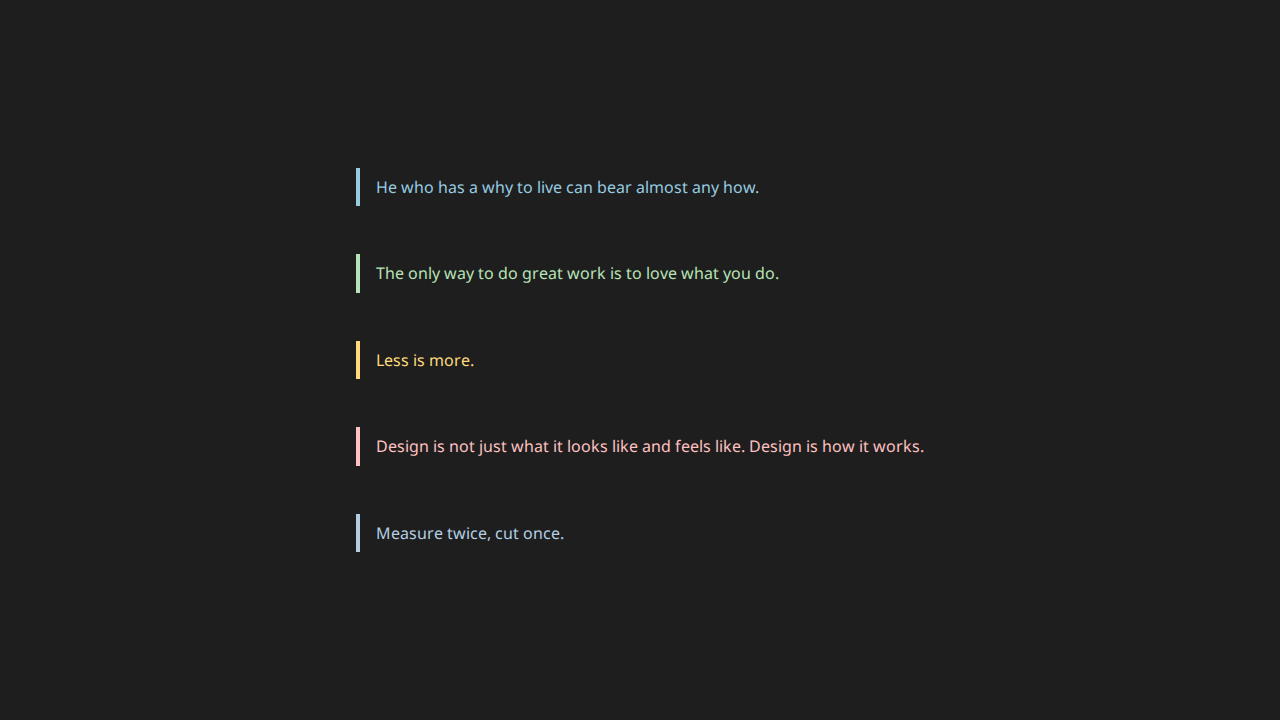 He who has a why to live can bear almost any how.
The only way to do great work is to love what you do.
Less is more.
Design is not just what it looks like and feels like. Design is how it works.
Measure twice, cut once.